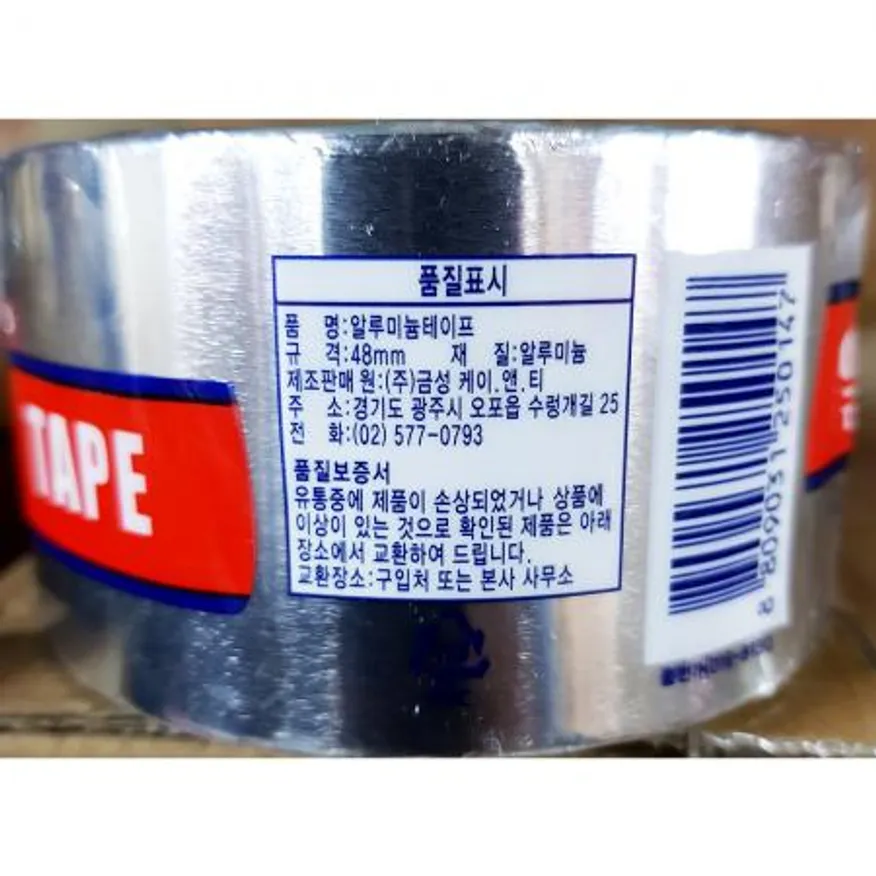 TAPE
품질표시
품 명:알루미늄테이프
규 격:48mm 재 질:알루미늄
제조판매원:(주)금성 케이.앤.티
주 소:경기도 광주시 오포읍 수렁개길 25
전 화:(02) 577-0793
품질보증서
유통중에 제품이 손상되었거나 상품에
이상이 있는 것으로 확인된 제품은 아래
장소에서 교환하여 드립니다.
교환장소:구입처 또는 본사 사무소
8 809031 250147